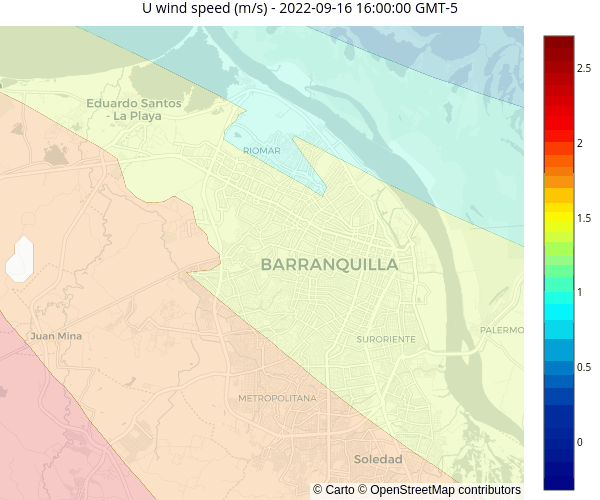 U wind speed (m/s) - 2022-09-16 16:00:00 GMT-5
2.5
Eduardo Santos
- La Playa
RIOMAR
2
1.5
BARRANQUILLA
1
Juan Mina
SURORIENTE
PALERMO
0.5
METROPOLITANA
0
Soledad
© Carto © OpenStreetMap contributors